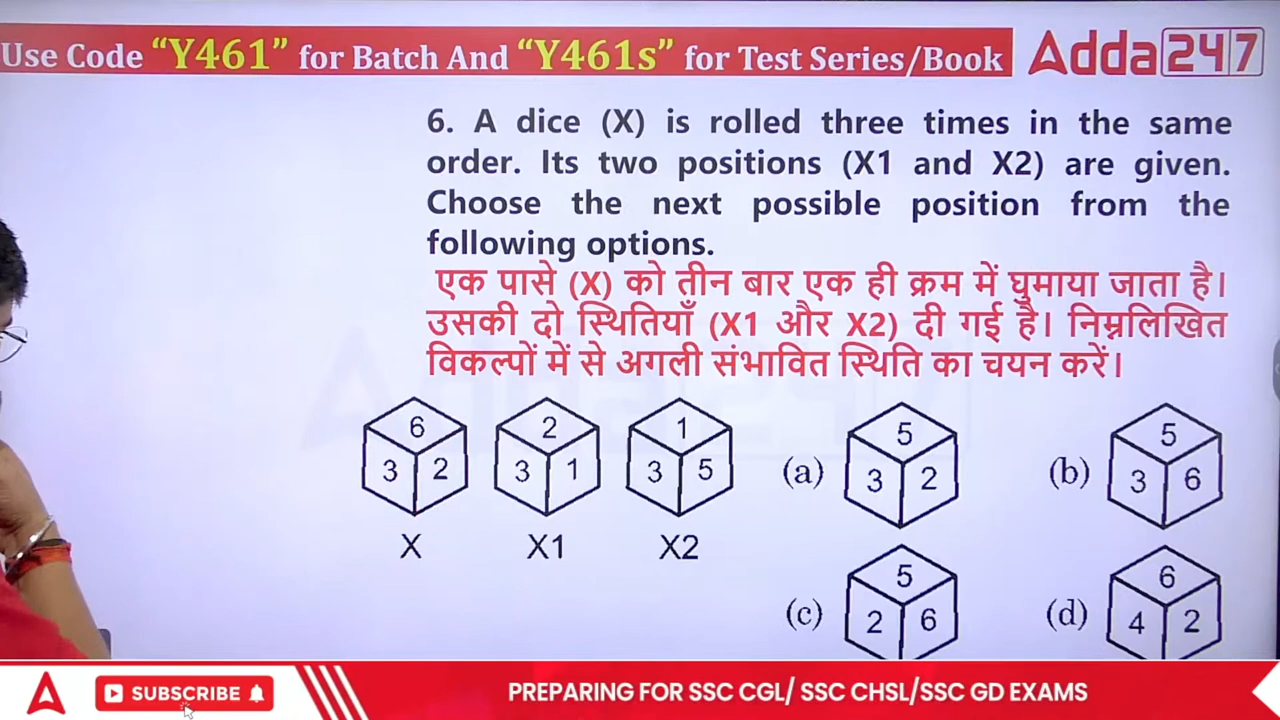 Use Code “Y461” for Batch And “Y461s” for Test Series/Book
Adda247
6. A dice (X) is rolled three times in the same
order. Its two positions (X1 and X2) are given.
Choose the next possible position from the
following options.
एक पासे (X) को तीन बार एक ही क्रम में घुमाया जाता है।
उसकी दो स्थितियाँ (X1 और X2) दी गई है। निम्नलिखित
विकल्पों में से अगली संभावित स्थिति का चयन करें।
6 3 2
2 3 1
1 3 5
X X1 X2
(a) 5 3 2
(b) 5 3 6
(c) 5 2 6
(d) 6 4 2
SUBSCRIBE
PREPARING FOR SSC CGL/ SSC CHSL/SSC GD EXAMS